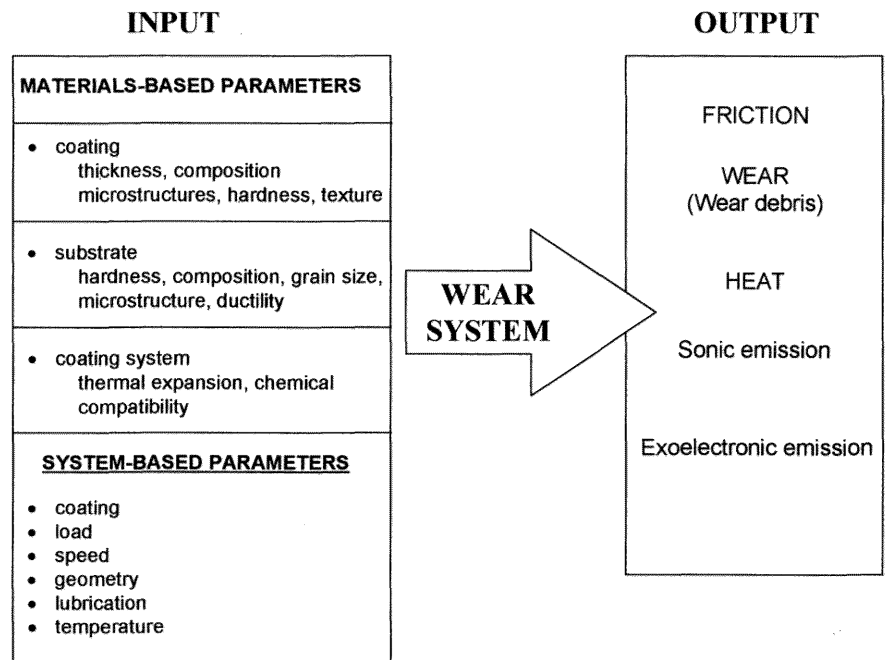 INPUT
MATERIALS-BASED PARAMETERS
• coating
thickness, composition
microstructures, hardness, texture
• substrate
hardness, composition, grain size,
microstructure, ductility
• coating system
thermal expansion, chemical
compatibility
SYSTEM-BASED PARAMETERS
• coating
• load
• speed
• geometry
• lubrication
• temperature
WEAR
SYSTEM
OUTPUT
FRICTION
WEAR
(Wear debris)
HEAT
Sonic emission
Exoelectronic emission